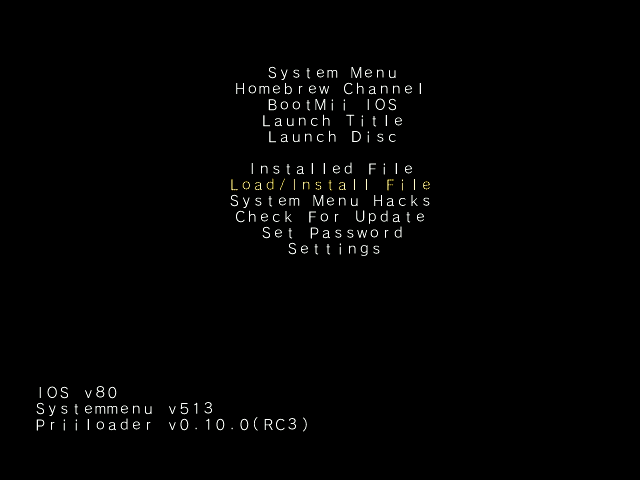 System Menu
Homebrew Channel
BootMii IOS
Launch Title
Launch Disc
Installed File
Load/Install File
System Menu Hacks
Check For Update
Set Password
Settings
IOS v80
Systemmenu v513
Priiloader v0.10.0(RC3)